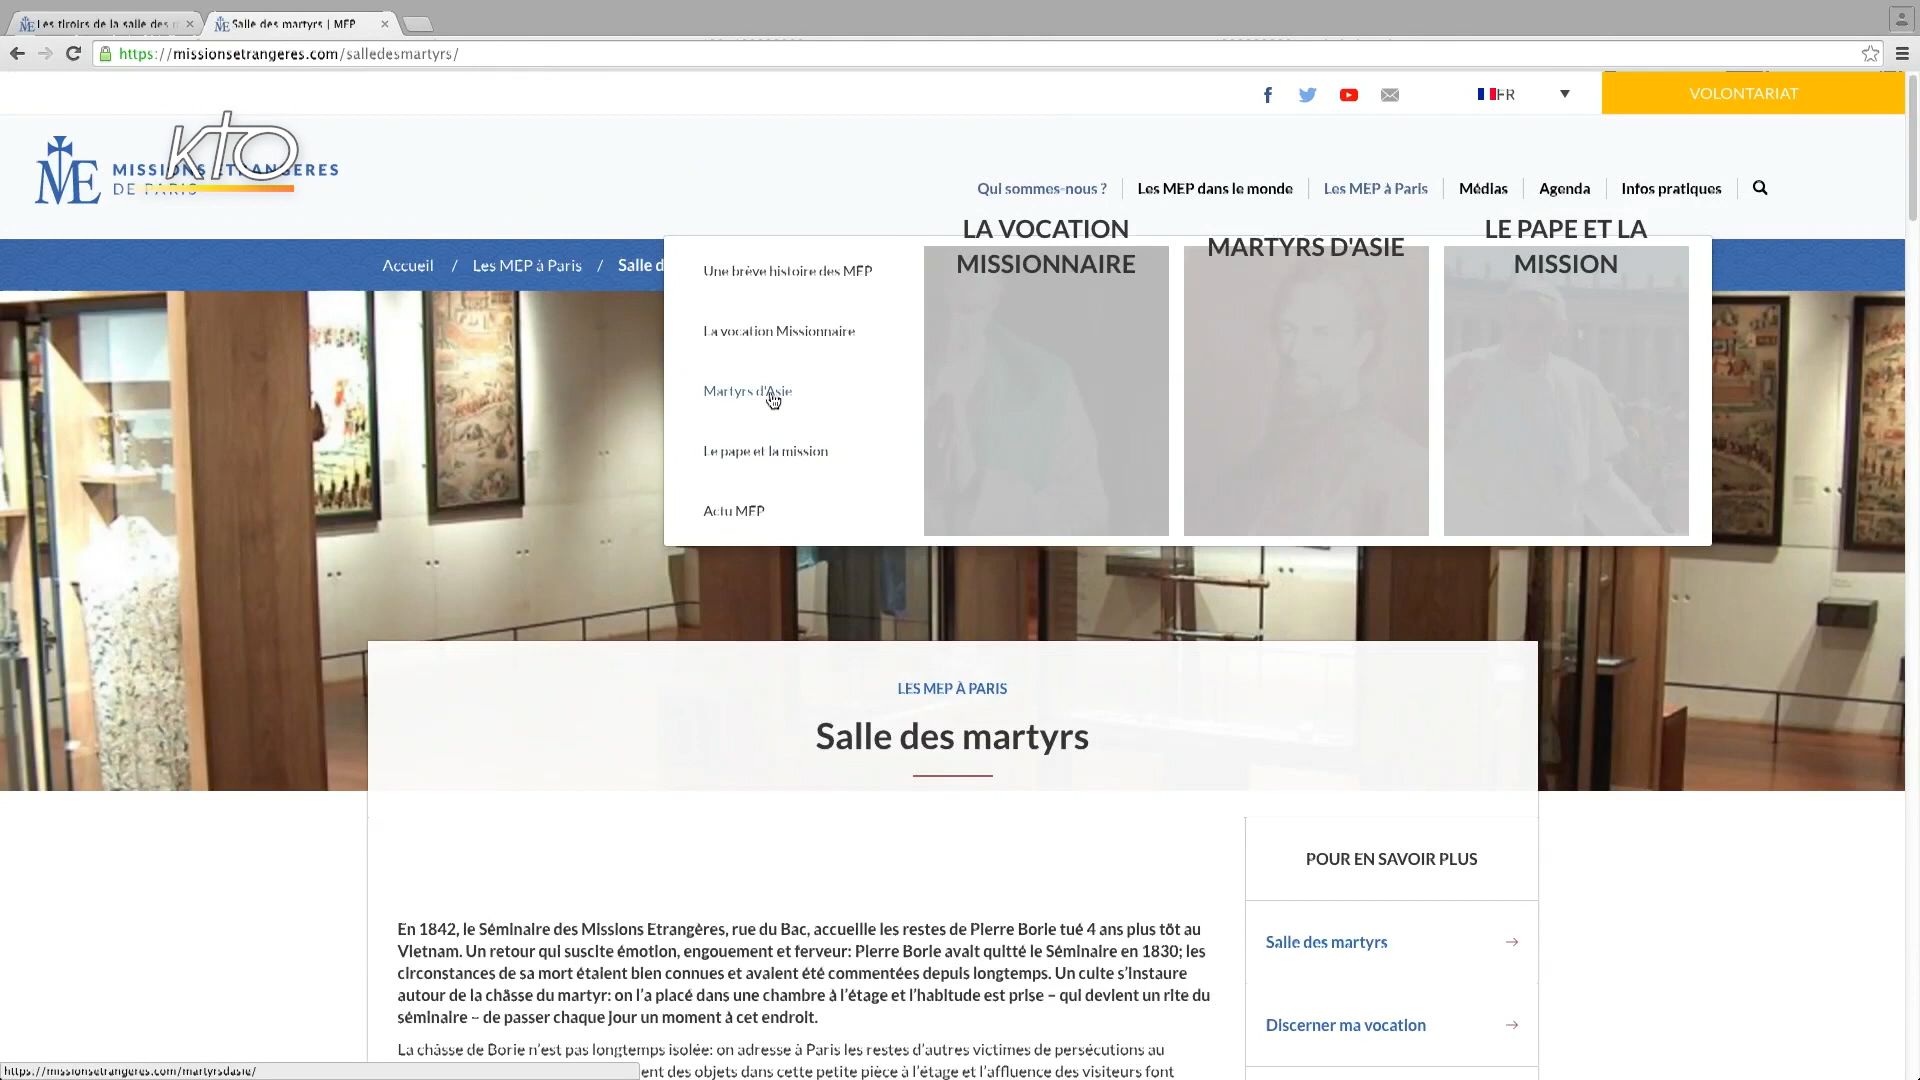 Les tiroirs de la salle des
Salle des martyrs | MEP
https://missionsetrangeres.com/salledesmartyrs/
FR
VOLONTARIAT
kto
ME
MISSIONS ETRANGERES
DE PARIS
Qui sommes-nous ?
Les MEP dans le monde
Les MEP à Paris
Médias
Agenda
Infos pratiques
Accueil / Les MEP à Paris / Salle d
Une brève histoire des MEP
La vocation Missionnaire
Martyrs d'Asie
Le pape et la mission
Actu MEP
LA VOCATION
MISSIONNAIRE
MARTYRS D'ASIE
LE PAPE ET LA
MISSION
LES MEP À PARIS
Salle des martyrs
En 1842, le Séminaire des Missions Etrangères, rue du Bac, accueille les restes de Pierre Borie tué 4 ans plus tôt au
Vietnam. Un retour qui suscite émotion, engouement et ferveur: Pierre Borie avait quitté le Séminaire en 1830; les
circonstances de sa mort étaient bien connues et avaient été commentées depuis longtemps. Un culte s'instaure
autour de la châsse du martyr: on l'a placé dans une chambre à l'étage et l'habitude est prise – qui devient un rite du
séminaire – de passer chaque jour un moment à cet endroit.
La châsse de Borie n'est pas longtemps isolée: on adresse à Paris les restes d'autres victimes de persécutions au
ent des objets dans cette petite pièce à l'étage et l'affluence des visiteurs font
POUR EN SAVOIR PLUS
Salle des martyrs
Discerner ma vocation
https://missionsetrangeres.com/martyrsdasie/